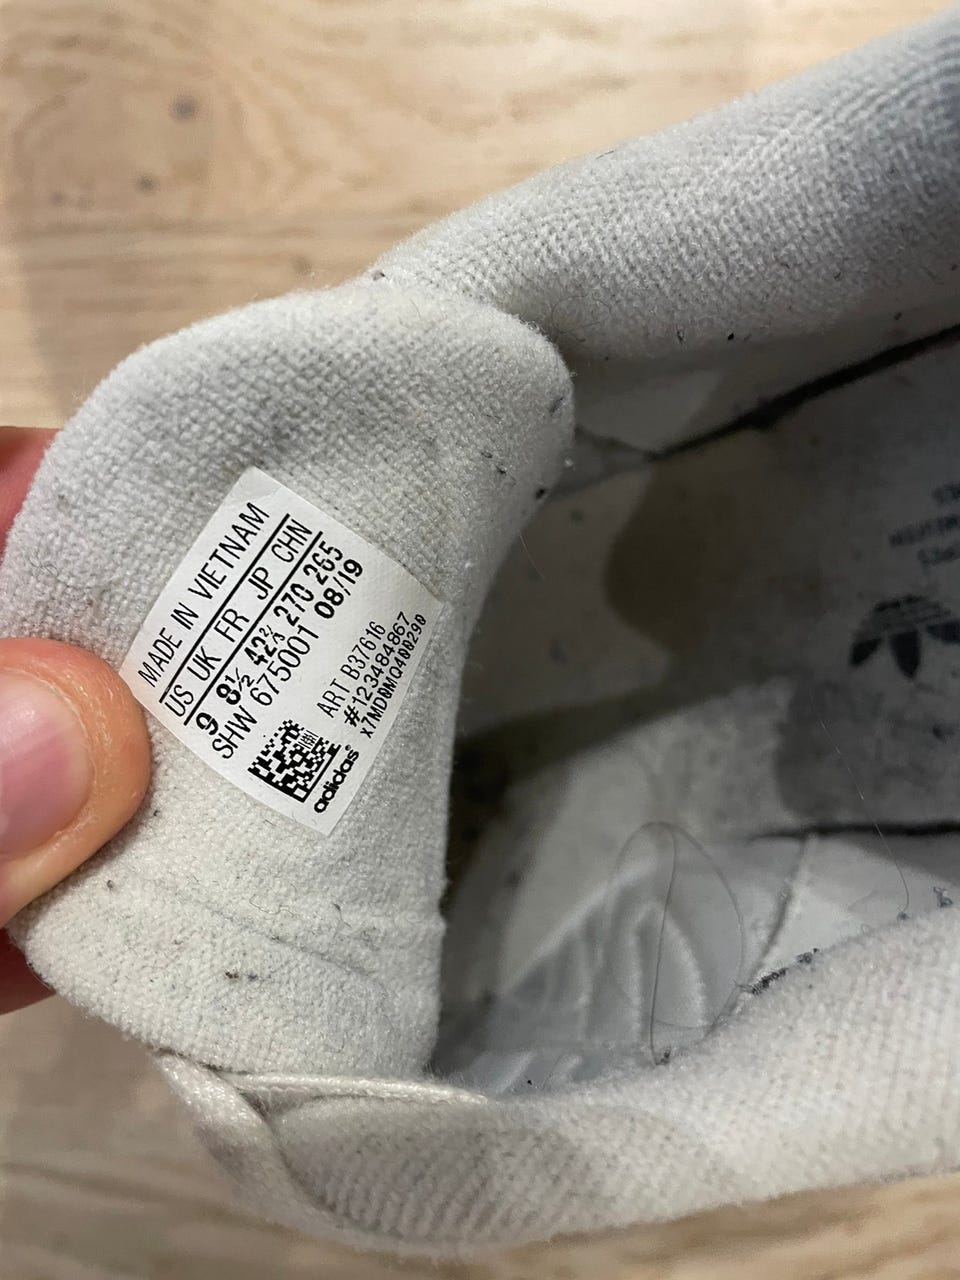 MADE IN VIETNAM
US UK FR JP CHN
9 8½ 42⅔ 270 265
SHW 675001 08/19
ART B37616
#123484867
x7MD0MQ400290
adidas®